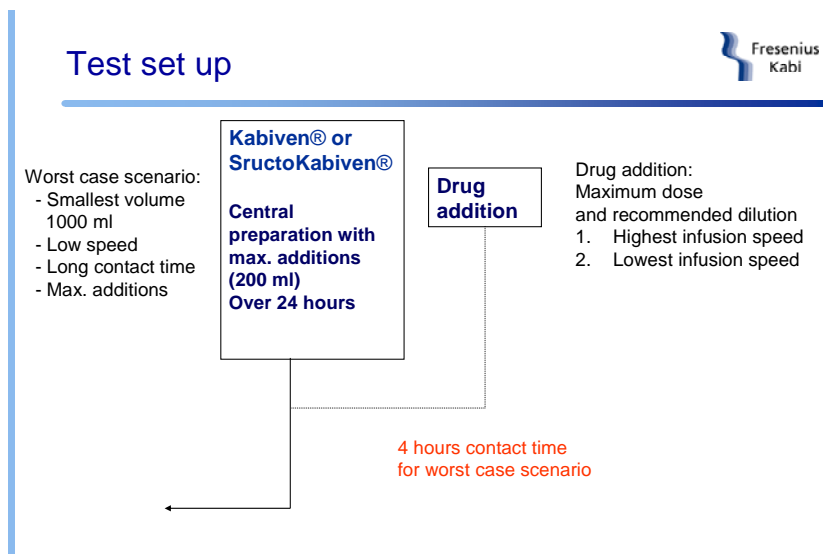 Test set up
Fresenius
Kabi
Worst case scenario:
- Smallest volume
1000 ml
- Low speed
- Long contact time
- Max. additions
Kabiven® or
SructoKabiven®
Central
preparation with
max. additions
(200 ml)
Over 24 hours
Drug
addition
Drug addition:
Maximum dose
and recommended dilution
1. Highest infusion speed
2. Lowest infusion speed
4 hours contact time
for worst case scenario